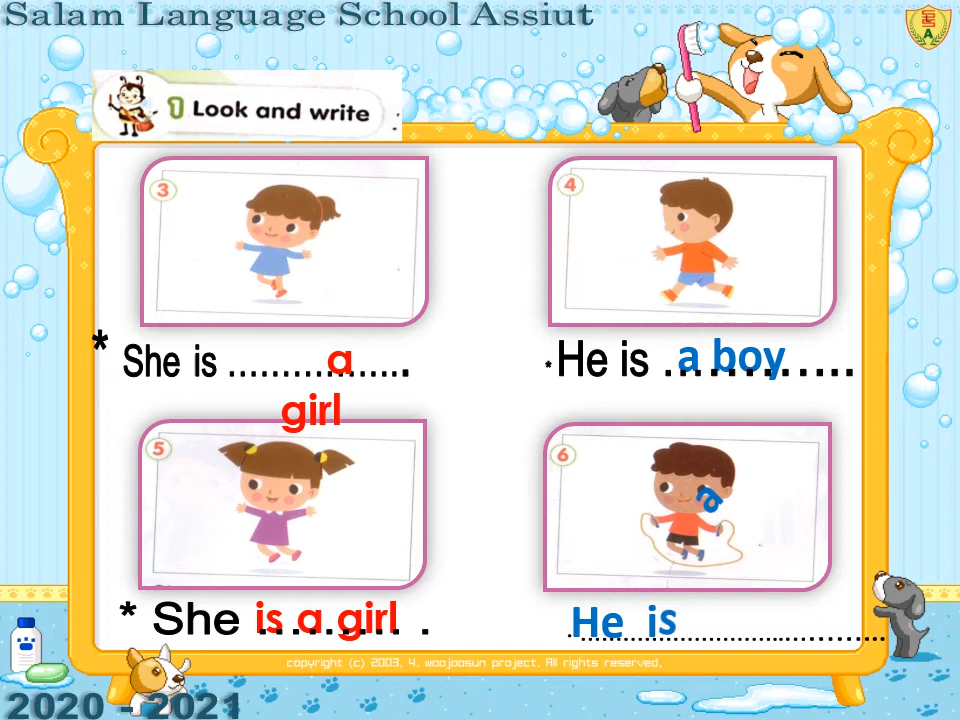 Salam Language School Assiut
A
1 Look and write
3
4
* She is ................. a
girl
* He is ............. a boy
5
6
a
* She ......... . is a girl
. ....................................... He is
copyright (c) 2003, 4, woojoosun project, All rights reserved,
2020 - 2021